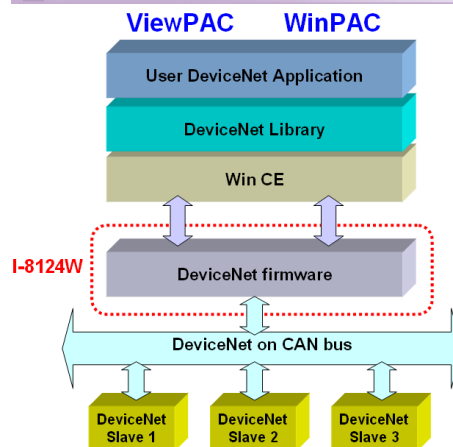 ViewPAC WinPAC
User DeviceNet Application
DeviceNet Library
Win CE
I-8124W
DeviceNet firmware
DeviceNet on CAN bus
DeviceNet
Slave 1
DeviceNet
Slave 2
DeviceNet
Slave 3